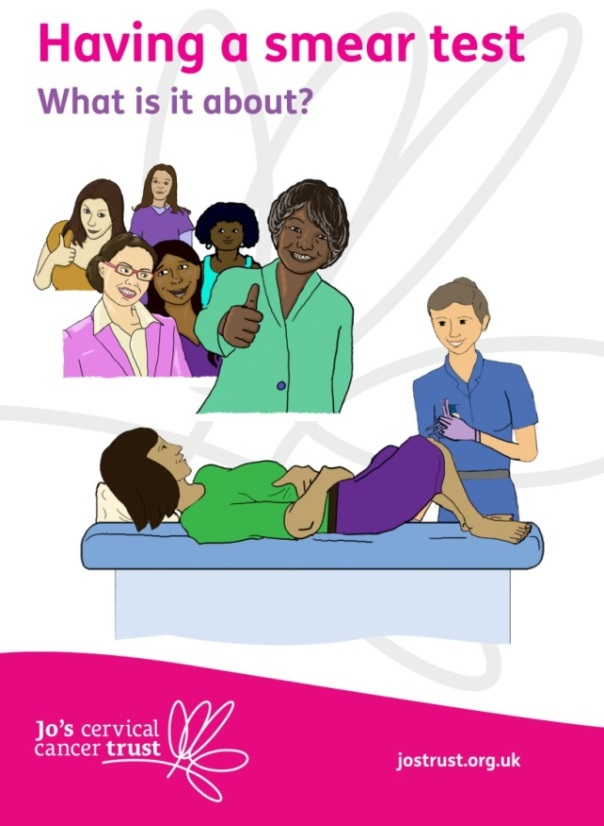 Having a smear test
What is it about?
Jo's cervical
cancer trust
jostrust.org.uk